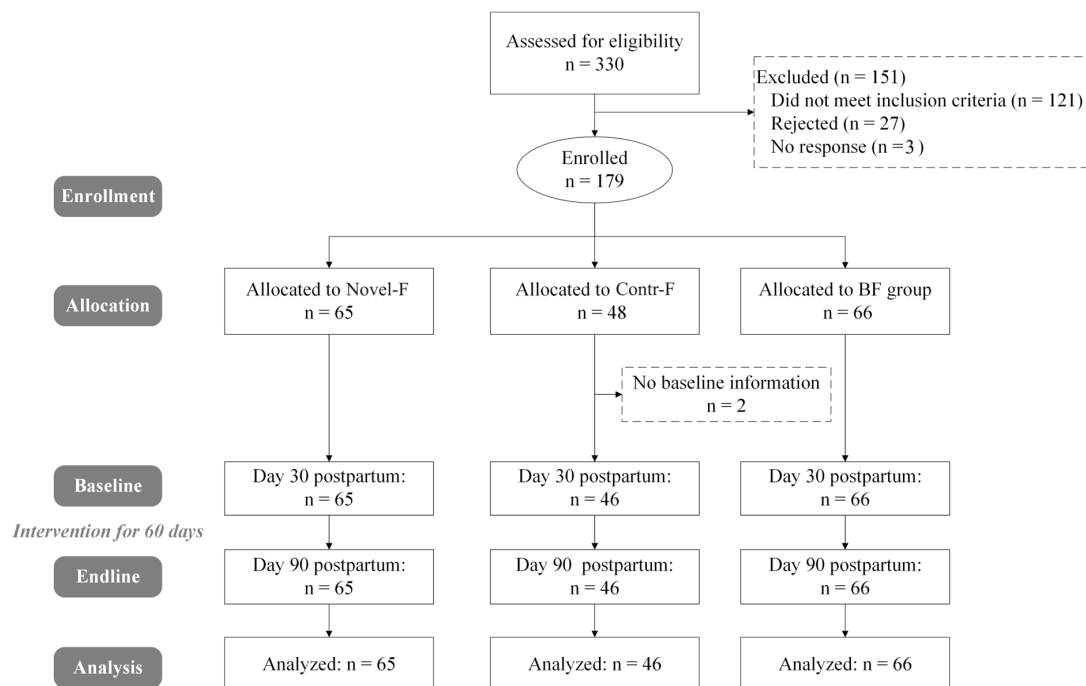 Assessed for eligibility
n = 330
Excluded (n = 151)
Did not meet inclusion criteria (n = 121)
Rejected (n = 27)
No response (n =3 )
Enrolled
n = 179
Enrollment
Allocation
Allocated to Novel-F
n = 65
Allocated to Contr-F
n = 48
Allocated to BF group
n = 66
No baseline information
n = 2
Baseline
Day 30 postpartum:
n = 65
Day 30 postpartum:
n = 46
Day 30 postpartum:
n = 66
Intervention for 60 days
Endline
Day 90 postpartum:
n = 65
Day 90 postpartum:
n = 46
Day 90 postpartum:
n = 66
Analysis
Analyzed: n = 65
Analyzed: n = 46
Analyzed: n = 66